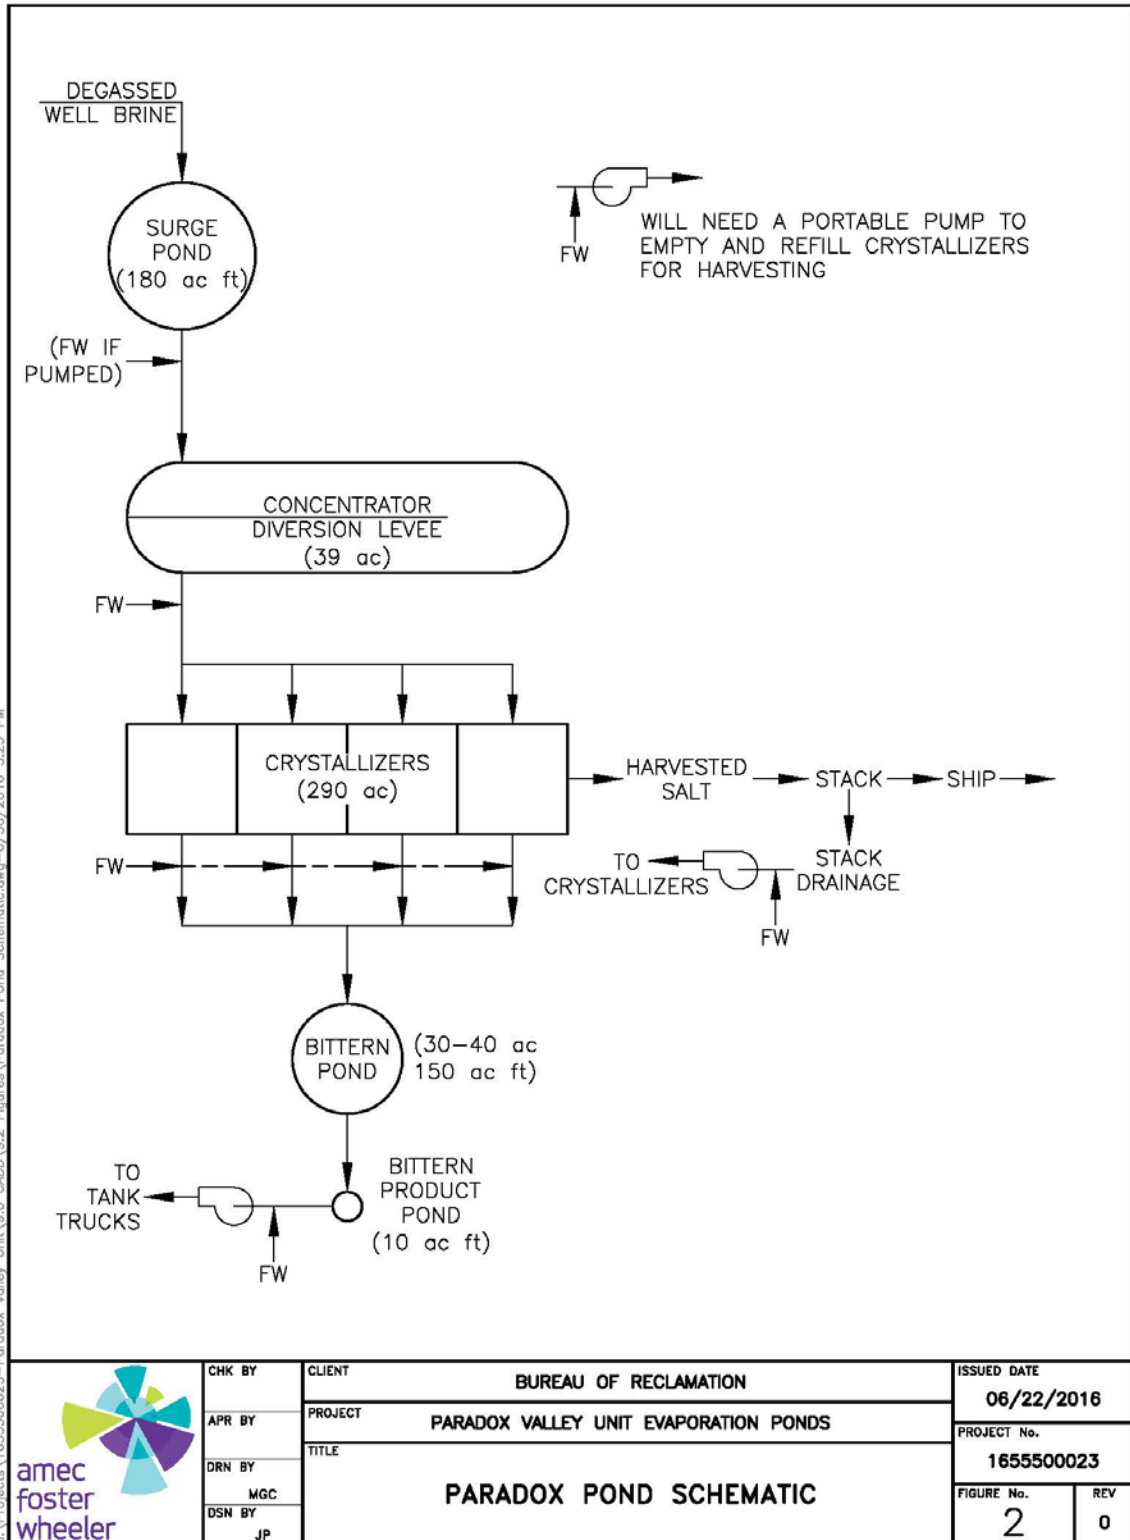 DEGASSED
WELL BRINE
SURGE
POND
(180 ac ft)
FW
WILL NEED A PORTABLE PUMP TO
EMPTY AND REFILL CRYSTALLIZERS
FOR HARVESTING
(FW IF
PUMPED)
CONCENTRATOR
DIVERSION LEVEE
(39 ac)
FW
CRYSTALLIZERS
(290 ac)
HARVESTED
SALT
STACK
SHIP
FW
TO
CRYSTALLIZERS
STACK
DRAINAGE
FW
BITTERN
POND
(30-40 ac
150 ac ft)
BITTERN
PRODUCT
POND
(10 ac ft)
TO
TANK
TRUCKS
FW
amec
foster
wheeler
CHK BY
APR BY
DRN BY
MGC
DSN BY
JP
CLIENT
BUREAU OF RECLAMATION
PROJECT
PARADOX VALLEY UNIT EVAPORATION PONDS
TITLE
PARADOX POND SCHEMATIC
ISSUED DATE
06/22/2016
PROJECT No.
1655500023
FIGURE No.
2
REV
0